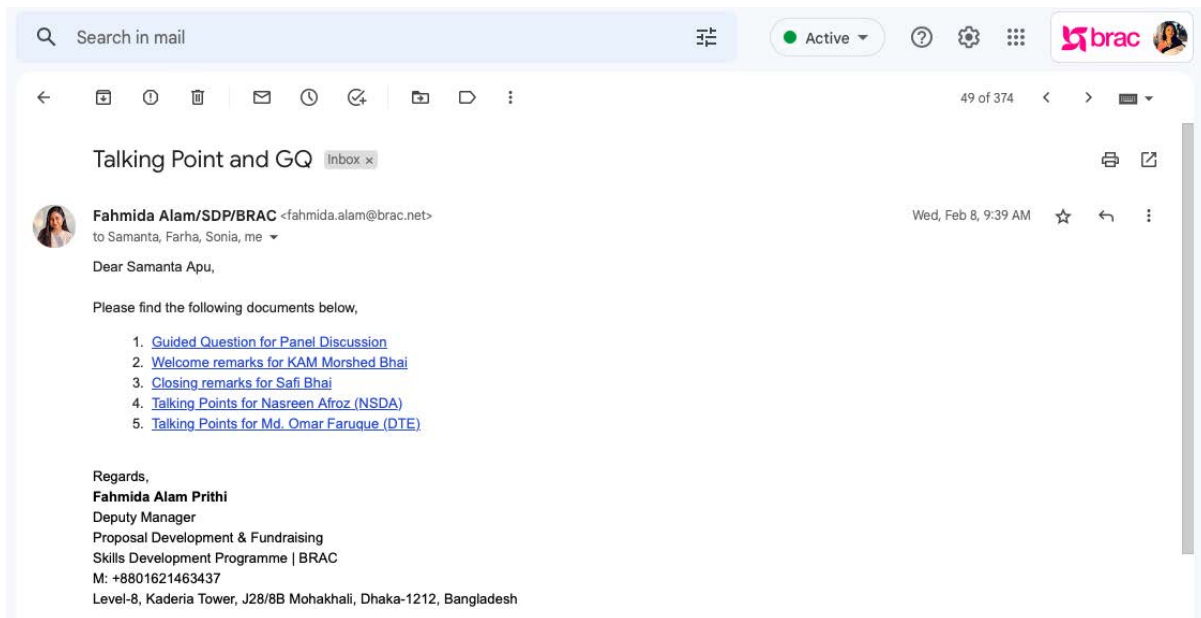 Search in mail
Active
brac
49 of 374
Talking Point and GQ
Inbox ×
Fahmida Alam/SDP/BRAC <fahmida.alam@brac.net>
Wed, Feb 8, 9:39 AM
to Samanta, Farha, Sonia, me
Dear Samanta Apu,
Please find the following documents below,
1. Guided Question for Panel Discussion
2. Welcome remarks for KAM Morshed Bhai
3. Closing remarks for Safi Bhai
4. Talking Points for Nasreen Afroz (NSDA)
5. Talking Points for Md. Omar Faruque (DTE)
Regards,
Fahmida Alam Prithi
Deputy Manager
Proposal Development & Fundraising
Skills Development Programme | BRAC
M: +8801621463437
Level-8, Kaderia Tower, J28/8B Mohakhali, Dhaka-1212, Bangladesh